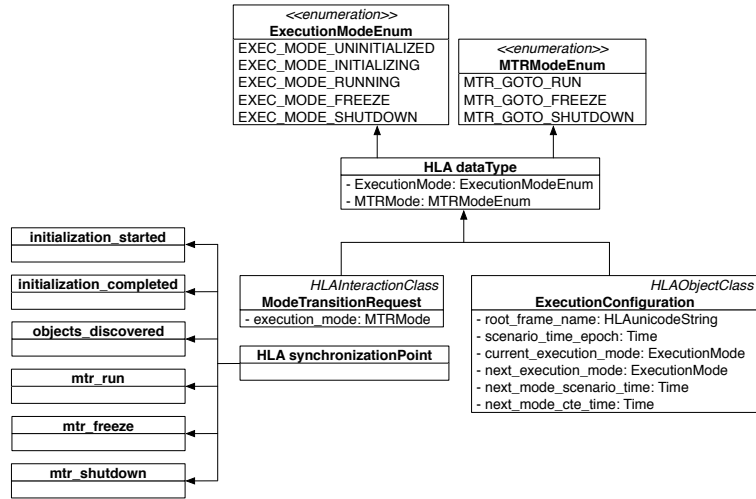 <<enumeration>>
ExecutionModeEnum
EXEC_MODE_UNINITIALIZED
EXEC_MODE_INITIALIZING
EXEC_MODE_RUNNING
EXEC_MODE_FREEZE
EXEC_MODE_SHUTDOWN
<<enumeration>>
MTRModeEnum
MTR_GOTO_RUN
MTR_GOTO_FREEZE
MTR_GOTO_SHUTDOWN
HLA dataType
- ExecutionMode: ExecutionModeEnum
- MTRMode: MTRModeEnum
initialization_started
initialization_completed
objects_discovered
mtr_run
mtr_freeze
mtr_shutdown
HLAInteractionClass
ModeTransitionRequest
- execution_mode: MTRMode
HLA synchronizationPoint
HLAObjectClass
ExecutionConfiguration
- root_frame_name: HLAunicodeString
- scenario_time_epoch: Time
- current_execution_mode: ExecutionMode
- next_execution_mode: ExecutionMode
- next_mode_scenario_time: Time
- next_mode_cte_time: Time